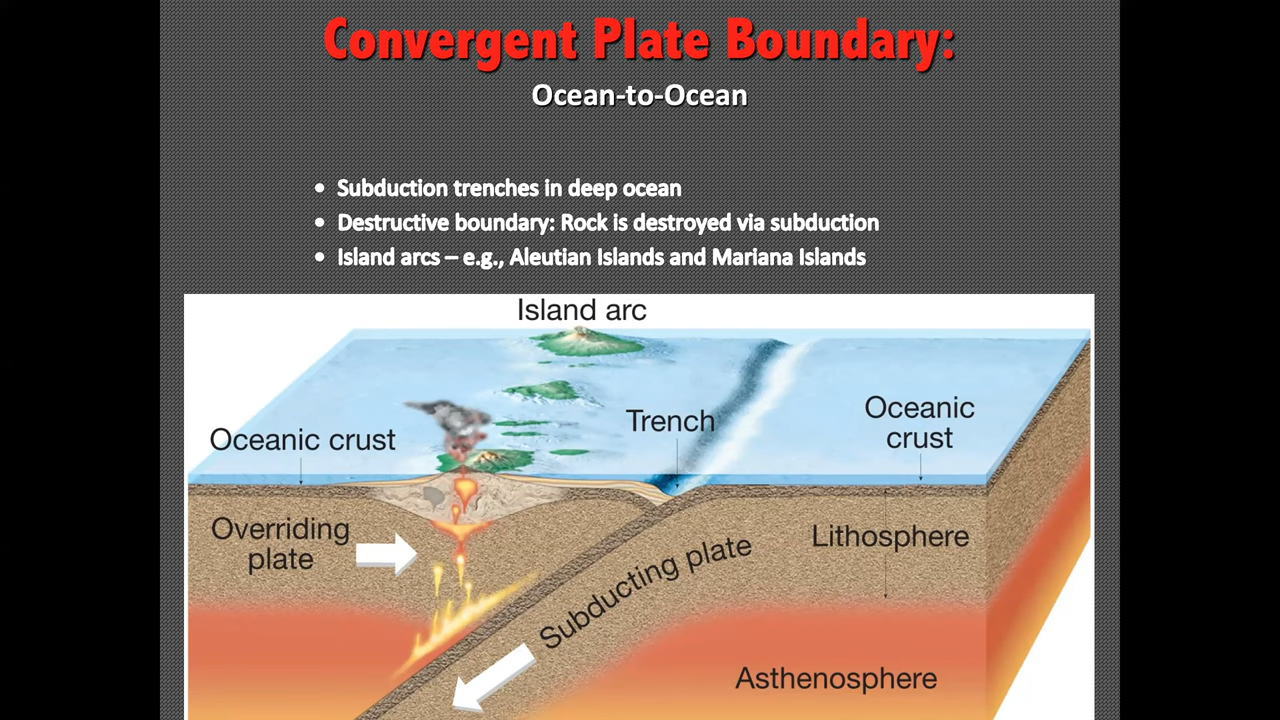 Convergent Plate Boundary:
Ocean-to-Ocean
• Subduction trenches in deep ocean
• Destructive boundary: Rock is destroyed via subduction
• Island arcs – e.g., Aleutian Islands and Mariana Islands
Island arc
Oceanic crust
Trench
Oceanic
crust
Overriding
plate
Subducting plate
Lithosphere
Asthenosphere